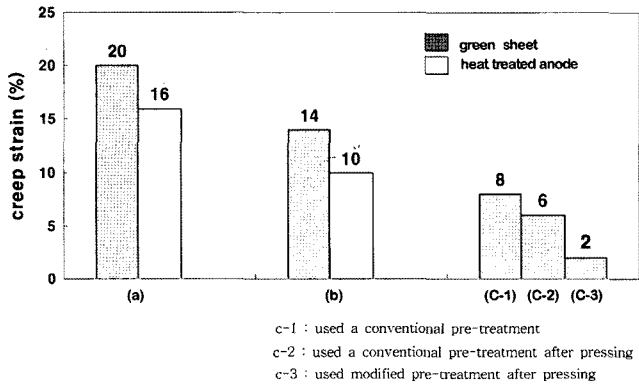 25
20
15
10
5
0
creep strain (%)
green sheet
heat treated anode
20
16
14
10
8
6
2
(a)
(b)
(C-1)
(C-2)
(C-3)
c-1 : used a conventional pre-treatment
c-2 : used a conventional pre-treatment after pressing
c-3 : used modified pre-treatment after pressing